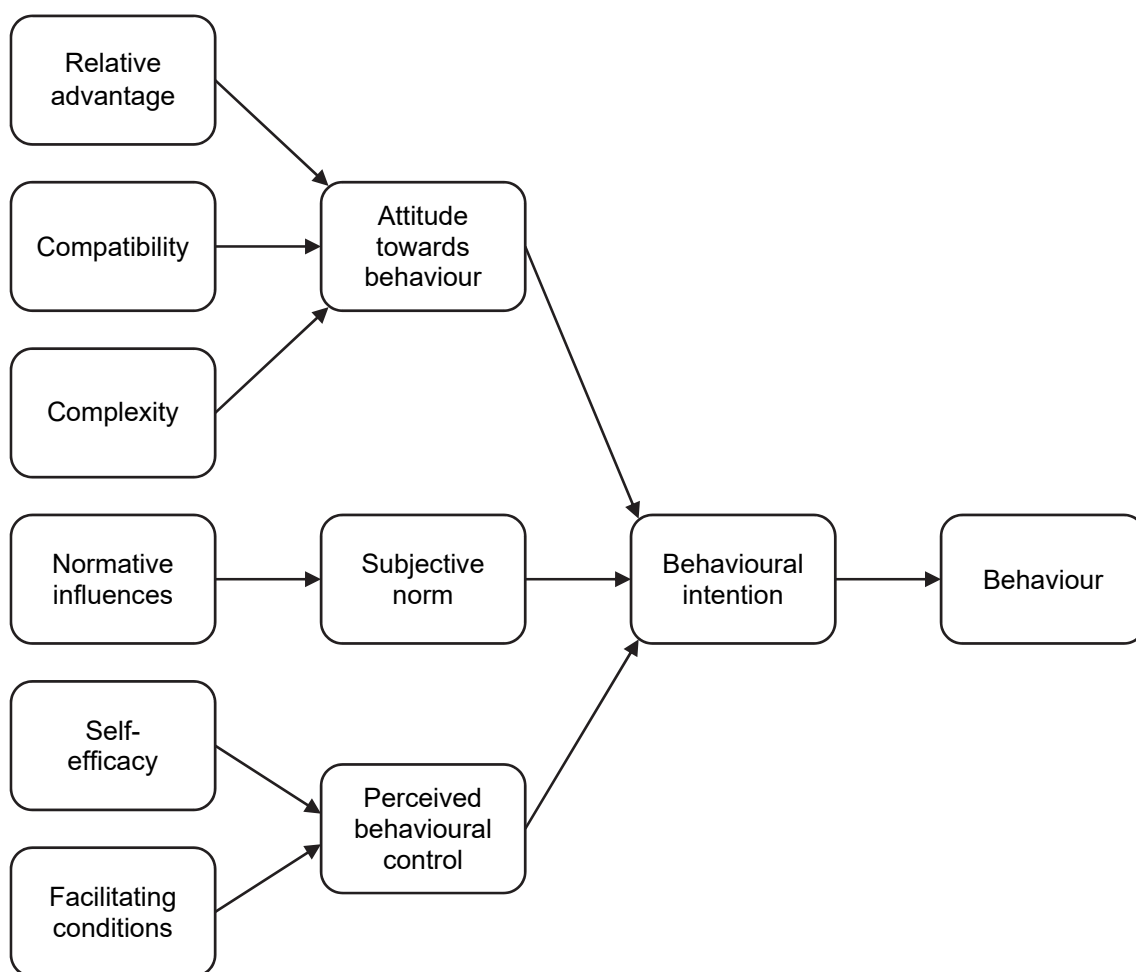 Relative
advantage
Compatibility
Complexity
Attitude
towards
behaviour
Normative
influences
Subjective
norm
Behavioural
intention
Behaviour
Self-
efficacy
Facilitating
conditions
Perceived
behavioural
control